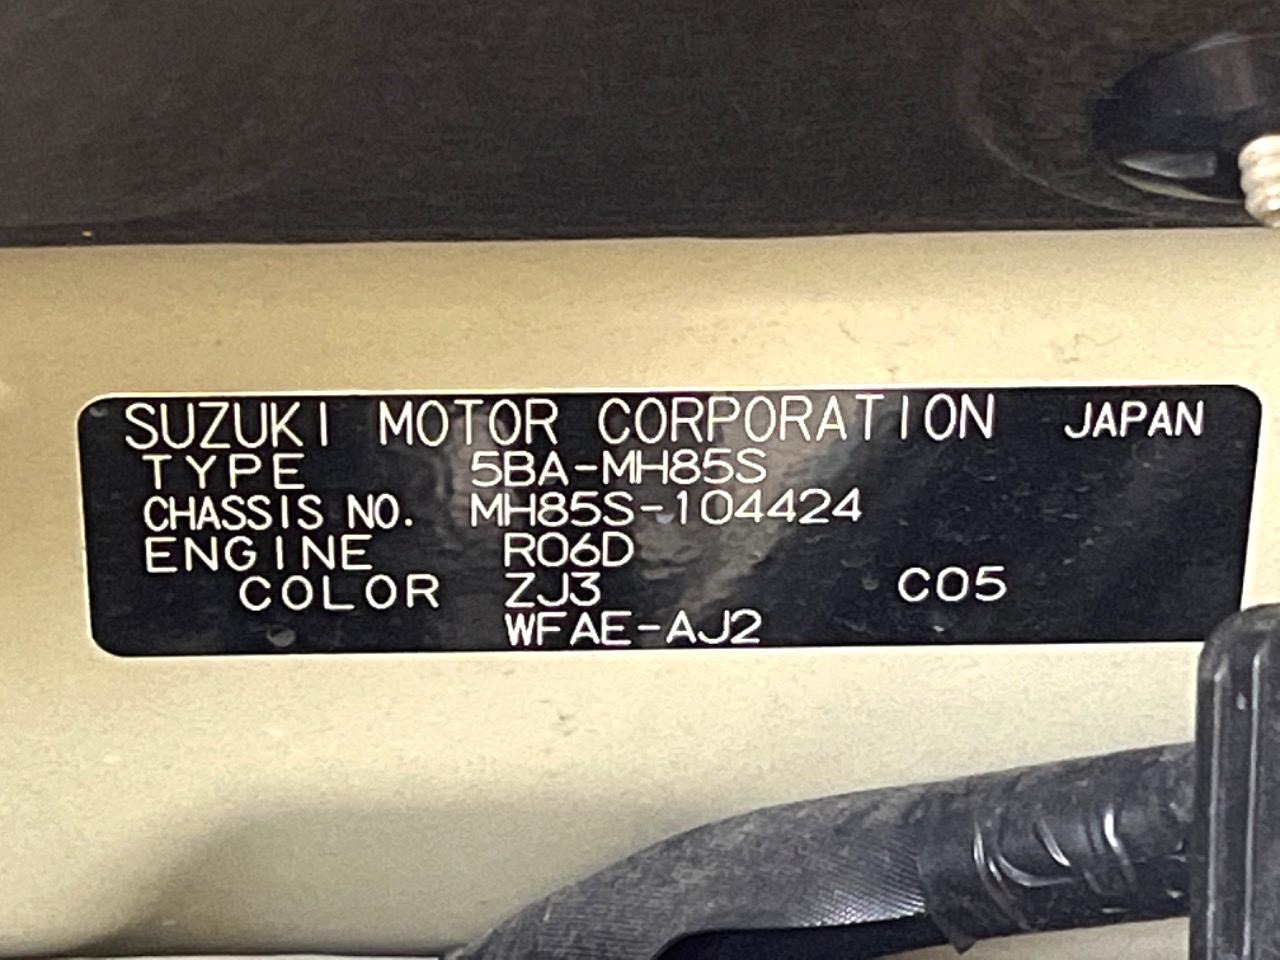 SUZUKI MOTOR CORPORATION JAPAN
TYPE 5BA-MH85S
CHASSIS NO. MH85S-104424
ENGINE R06D
COLOR ZJ3 C05
WFAE-AJ2